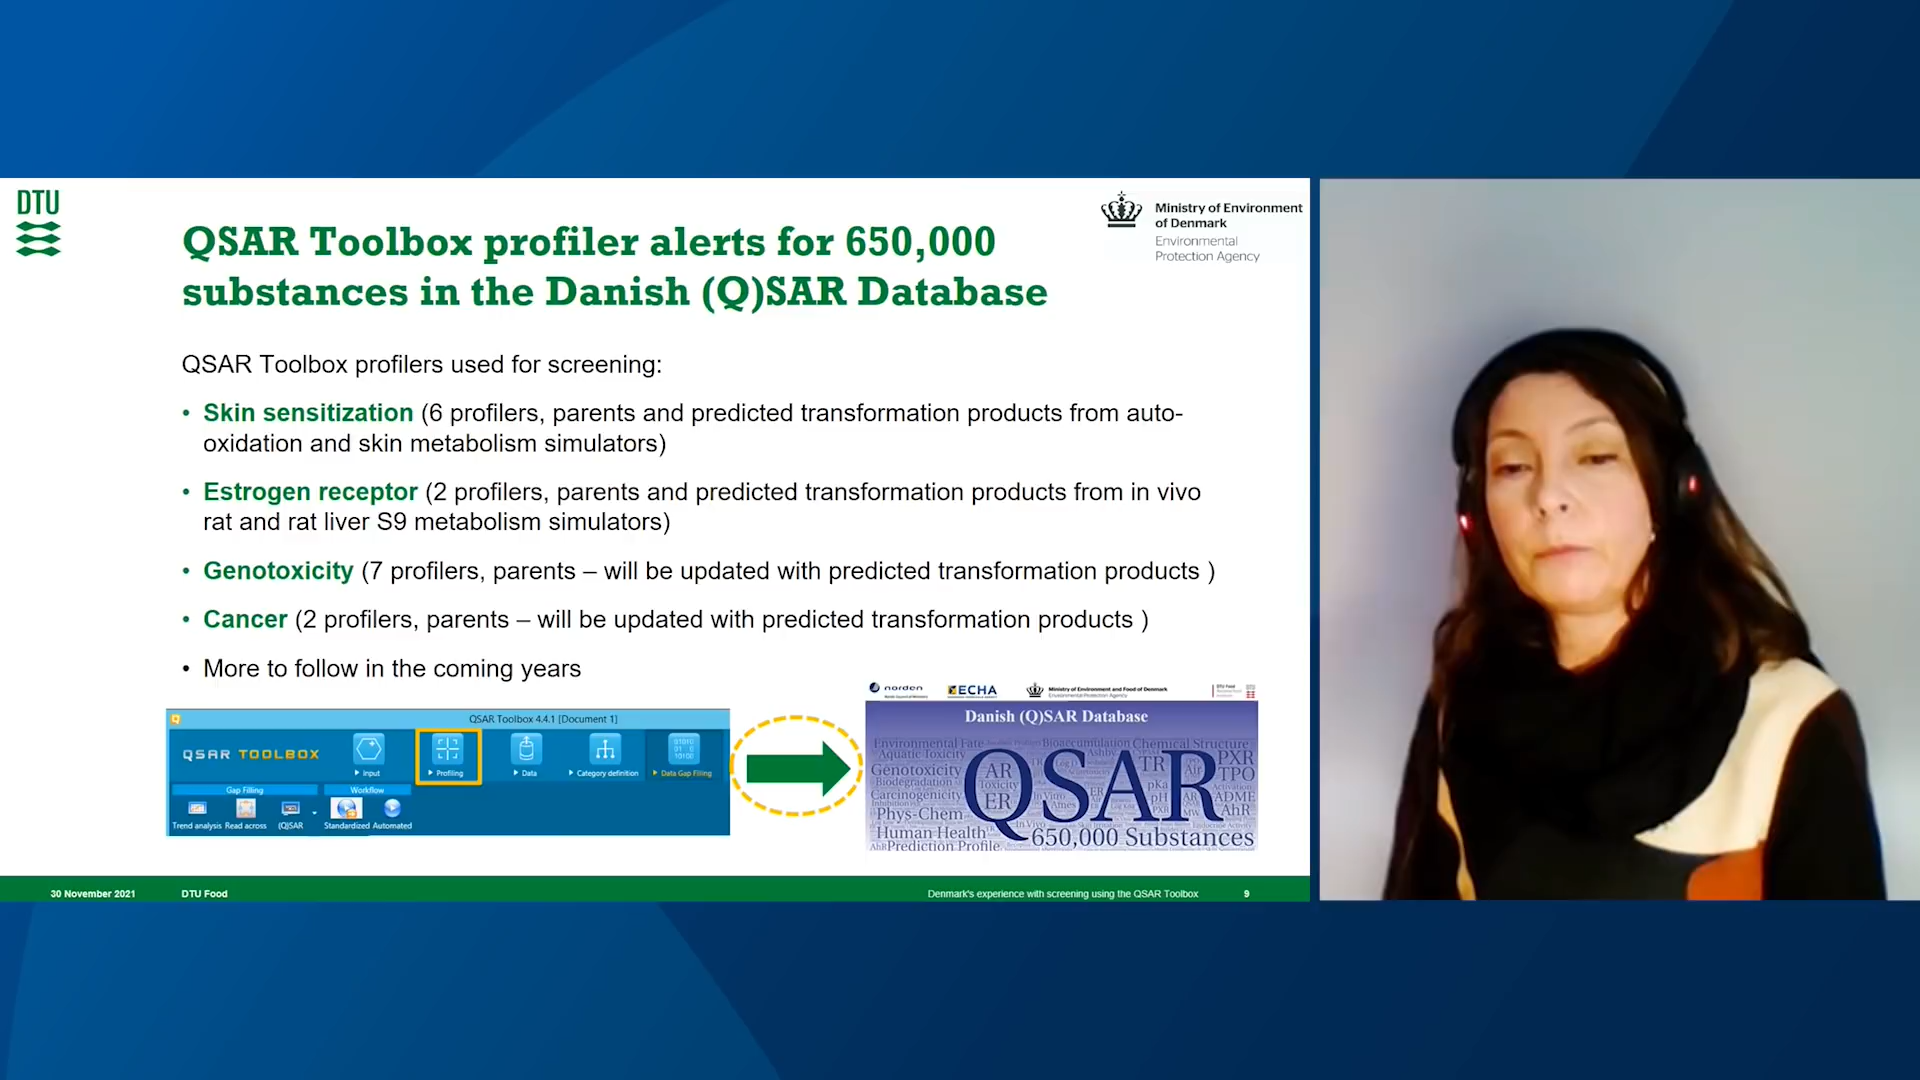 DTU
QSAR Toolbox profiler alerts for 650,000
substances in the Danish (Q)SAR Database
Ministry of Environment
of Denmark
Environmental
Protection Agency
QSAR Toolbox profilers used for screening:
• Skin sensitization (6 profilers, parents and predicted transformation products from auto-
oxidation and skin metabolism simulators)
• Estrogen receptor (2 profilers, parents and predicted transformation products from in vivo
rat and rat liver S9 metabolism simulators)
• Genotoxicity (7 profilers, parents – will be updated with predicted transformation products )
• Cancer (2 profilers, parents – will be updated with predicted transformation products )
• More to follow in the coming years
QSAR Toolbox 4.4.1 [Document 1]
QSAR TOOLBOX
Input
Profiling
Data
Category definition
Data Gap Filling
Gap Filling
Workflow
Trend analysis Read across (Q)SAR Standardized Automated
norden
ECHA
Ministry of Environment and Food of Denmark
Environmental Protection Agency
DTU Food
Danish (Q)SAR Database
Environmental Fate Bioaccumulation Chemical Structure
Aquatic Toxicity
Genotoxicity
Biodegradation
Carcinogenicity
Phys-Chem
Human Health
Prediction Profile
AR
Toxicity
ER
QSAR
TR
PXR
TPO
ADME
AhR
650,000 Substances
30 November 2021
DTU Food
Denmark's experience with screening using the QSAR Toolbox
9